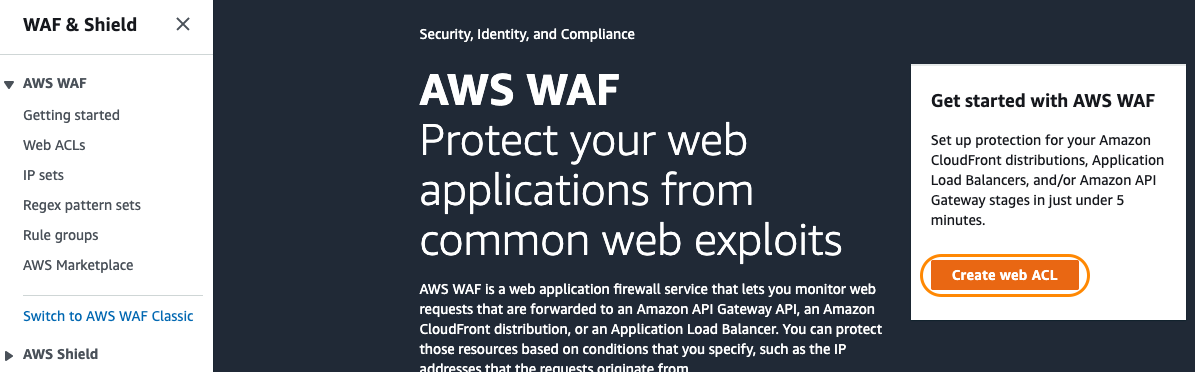 WAF & Shield
AWS WAF
Getting started
Web ACLs
IP sets
Regex pattern sets
Rule groups
AWS Marketplace
Switch to AWS WAF Classic
AWS Shield
Security, Identity, and Compliance
AWS WAF
Protect your web
applications from
common web exploits
AWS WAF is a web application firewall service that lets you monitor web
requests that are forwarded to an Amazon API Gateway API, an Amazon
CloudFront distribution, or an Application Load Balancer. You can protect
those resources based on conditions that you specify, such as the IP
addresses that the requests originate from.
Get started with AWS WAF
Set up protection for your Amazon
CloudFront distributions, Application
Load Balancers, and/or Amazon API
Gateway stages in just under 5
minutes.
Create web ACL